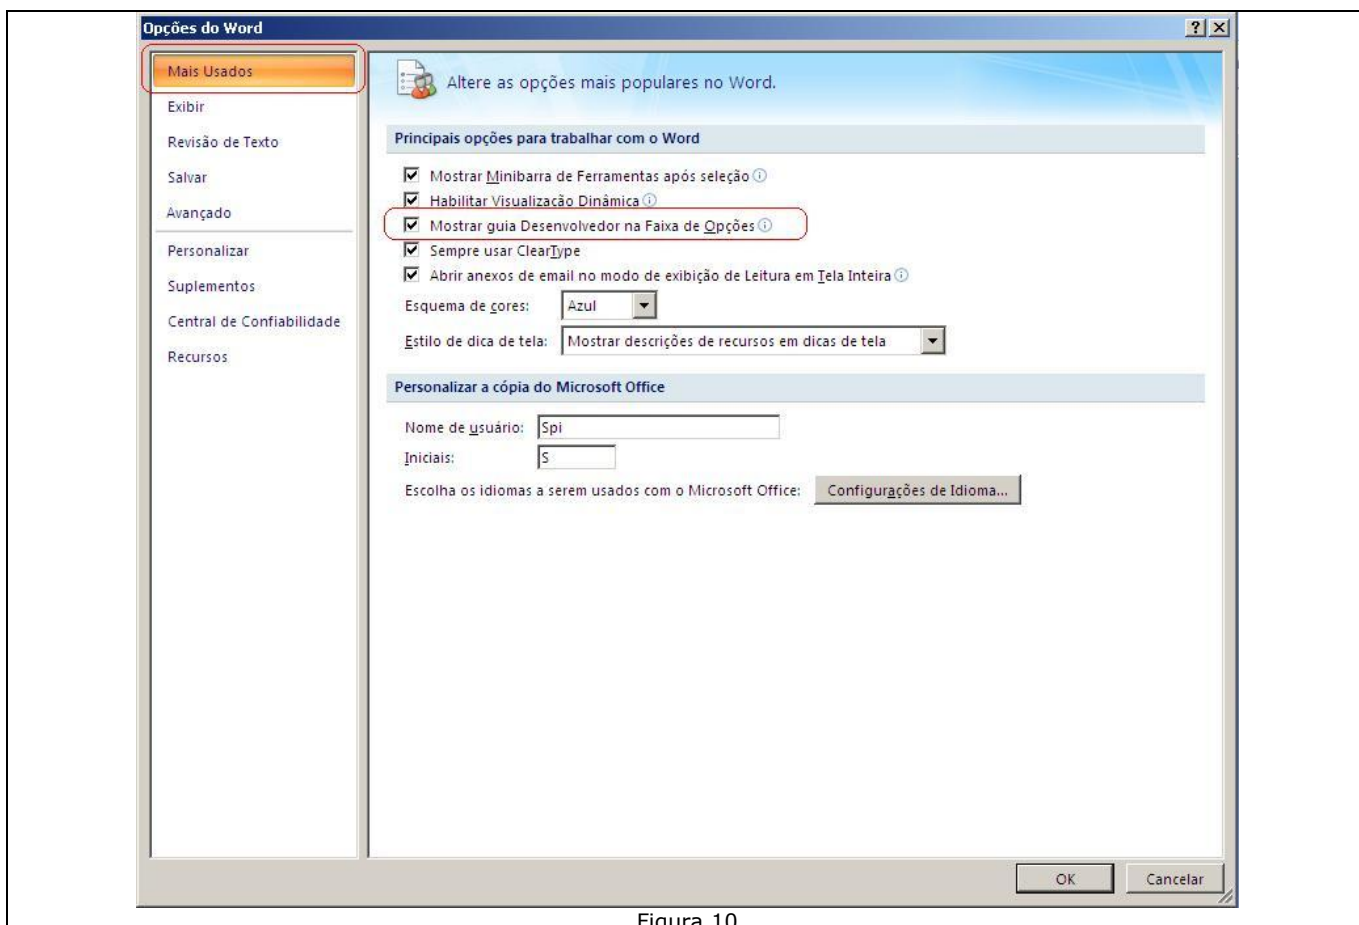 Opções do Word
Mais Usados
Exibir
Revisão de Texto
Salvar
Avançado
Personalizar
Suplementos
Central de Confiabilidade
Recursos
Altere as opções mais populares no Word.
Principais opções para trabalhar com o Word
Mostrar Minibarra de Ferramentas após seleção
Habilitar Visualização Dinâmica
Mostrar guia Desenvolvedor na Faixa de Opções
Sempre usar ClearType
Abrir anexos de email no modo de exibição de Leitura em Tela Inteira
Esquema de cores: Azul
Estilo de dica de tela: Mostrar descrições de recursos em dicas de tela
Personalizar a cópia do Microsoft Office
Nome de usuário: Spi
Iniciais: S
Escolha os idiomas a serem usados com o Microsoft Office: Configurações de Idioma...
OK Cancelar
Figura 10